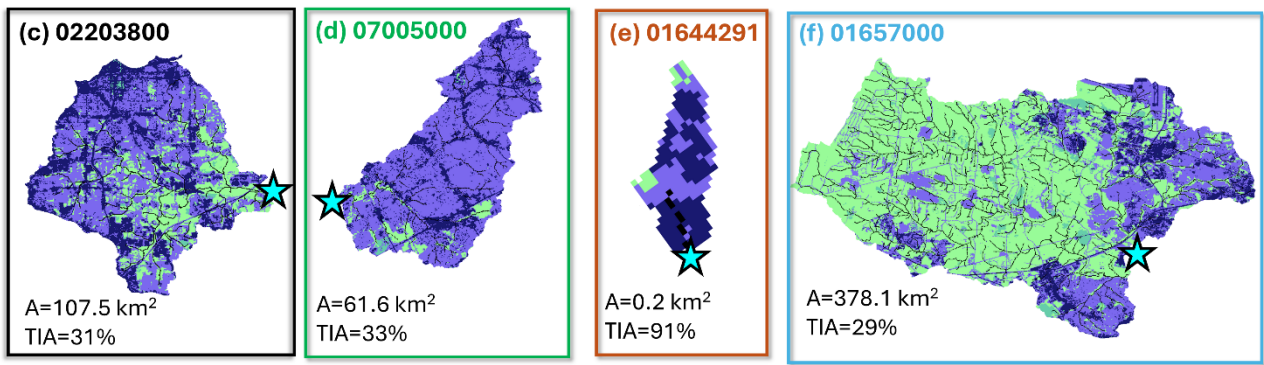 (c) 02203800
A=107.5 km²
TIA=31%
(d) 07005000
A=61.6 km²
TIA=33%
(e) 01644291
A=0.2 km²
TIA=91%
(f) 01657000
A=378.1 km²
TIA=29%